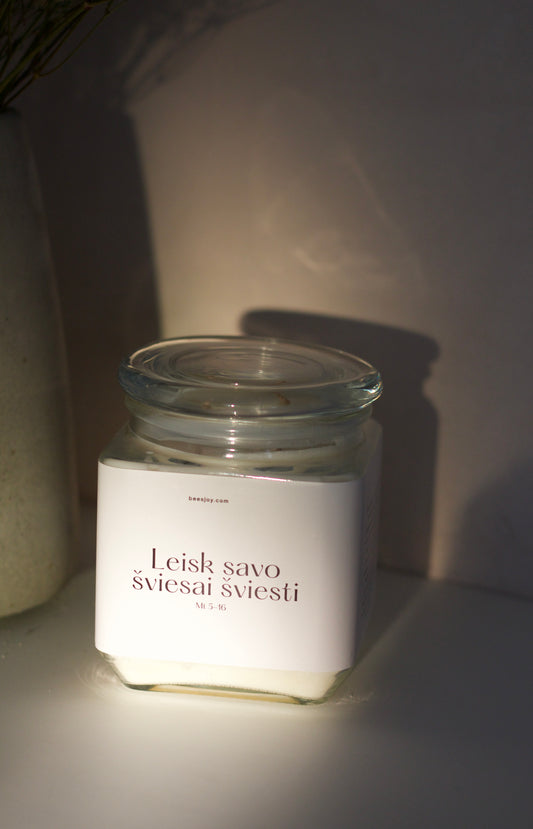 beesjoy.com
Leisk savo
šviesai šviesti
Mt 5-16